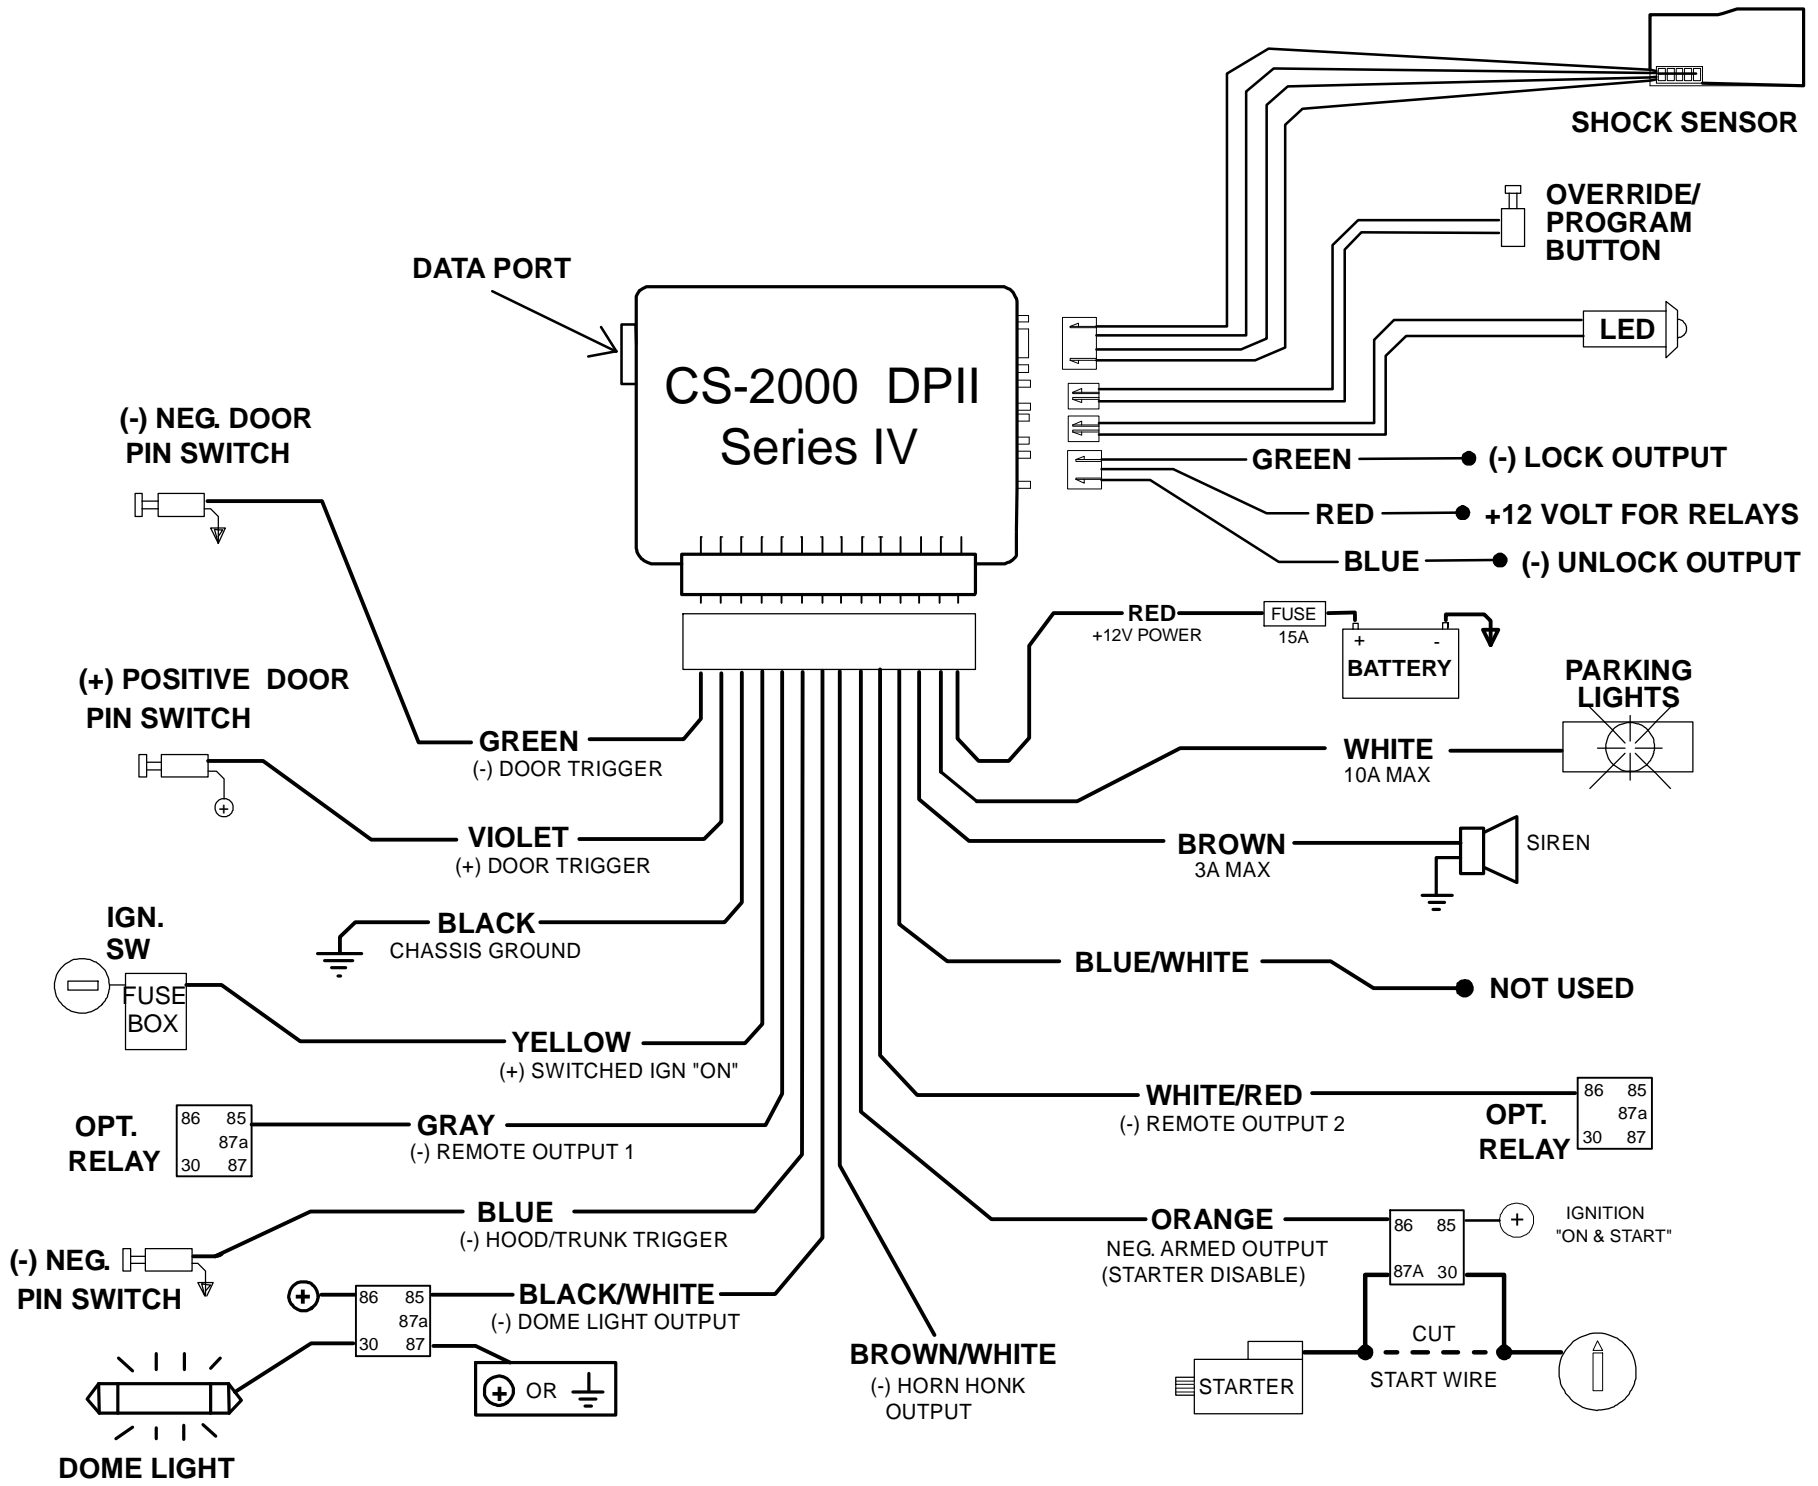 SHOCK SENSOR
OVERRIDE/
PROGRAM
BUTTON
DATA PORT
LED
CS-2000 DPII
Series IV
(-) NEG. DOOR
PIN SWITCH
GREEN
(-) LOCK OUTPUT
RED
+12 VOLT FOR RELAYS
BLUE
(-) UNLOCK OUTPUT
RED
+12V POWER
FUSE
15A
+ -
BATTERY
(+) POSITIVE DOOR
PIN SWITCH
PARKING
LIGHTS
GREEN
(-) DOOR TRIGGER
WHITE
10A MAX
+
VIOLET
(+) DOOR TRIGGER
BROWN
3A MAX
SIREN
IGN.
SW
BLACK
CHASSIS GROUND
FUSE
BOX
BLUE/WHITE
NOT USED
YELLOW
(+) SWITCHED IGN "ON"
OPT.
RELAY
86 85
87a
30 87
GRAY
(-) REMOTE OUTPUT 1
WHITE/RED
(-) REMOTE OUTPUT 2
OPT.
RELAY
86 85
87a
30 87
BLUE
(-) HOOD/TRUNK TRIGGER
(-) NEG.
PIN SWITCH
ORANGE
NEG. ARMED OUTPUT
(STARTER DISABLE)
86 85
87A 30
+
IGNITION
"ON & START"
+
86 85
87a
30 87
BLACK/WHITE
(-) DOME LIGHT OUTPUT
+ OR
BROWN/WHITE
(-) HORN HONK
OUTPUT
CUT
START WIRE
STARTER
DOME LIGHT